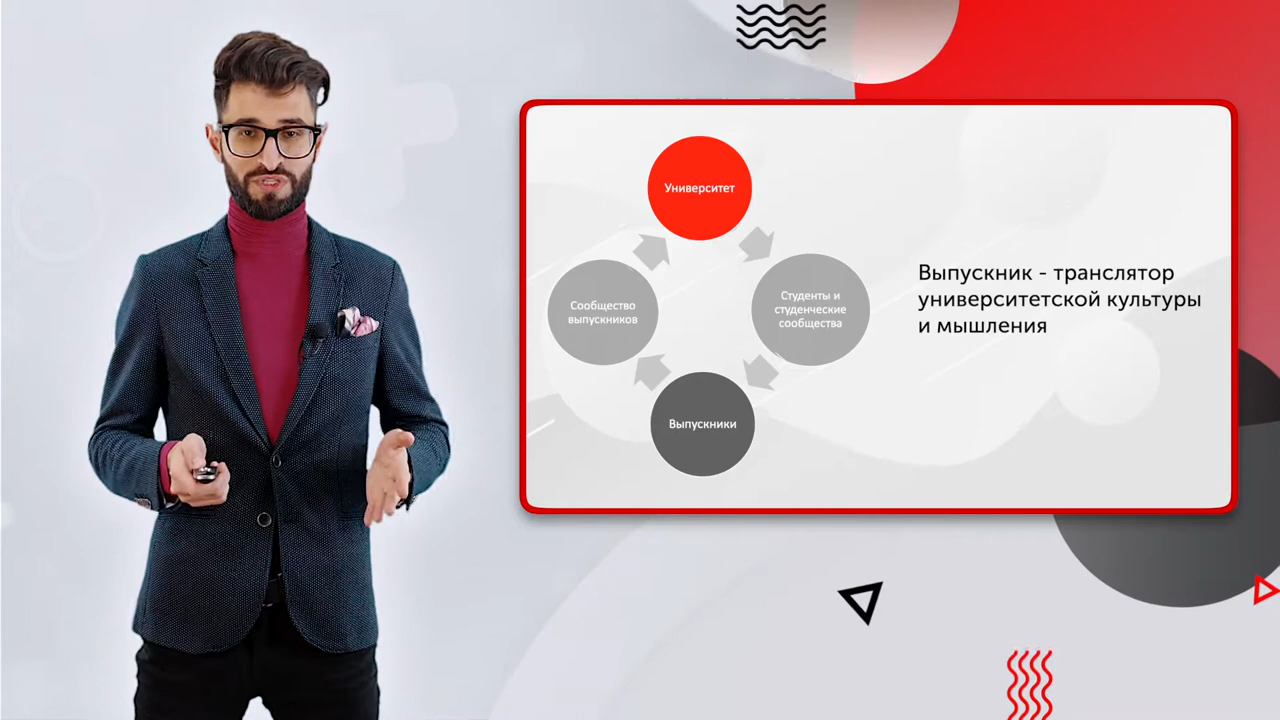 Университет
Сообщество
выпускников
Студенты и
студенческие
сообщества
Выпускники
Выпускник - транслятор
университетской культуры
и мышления